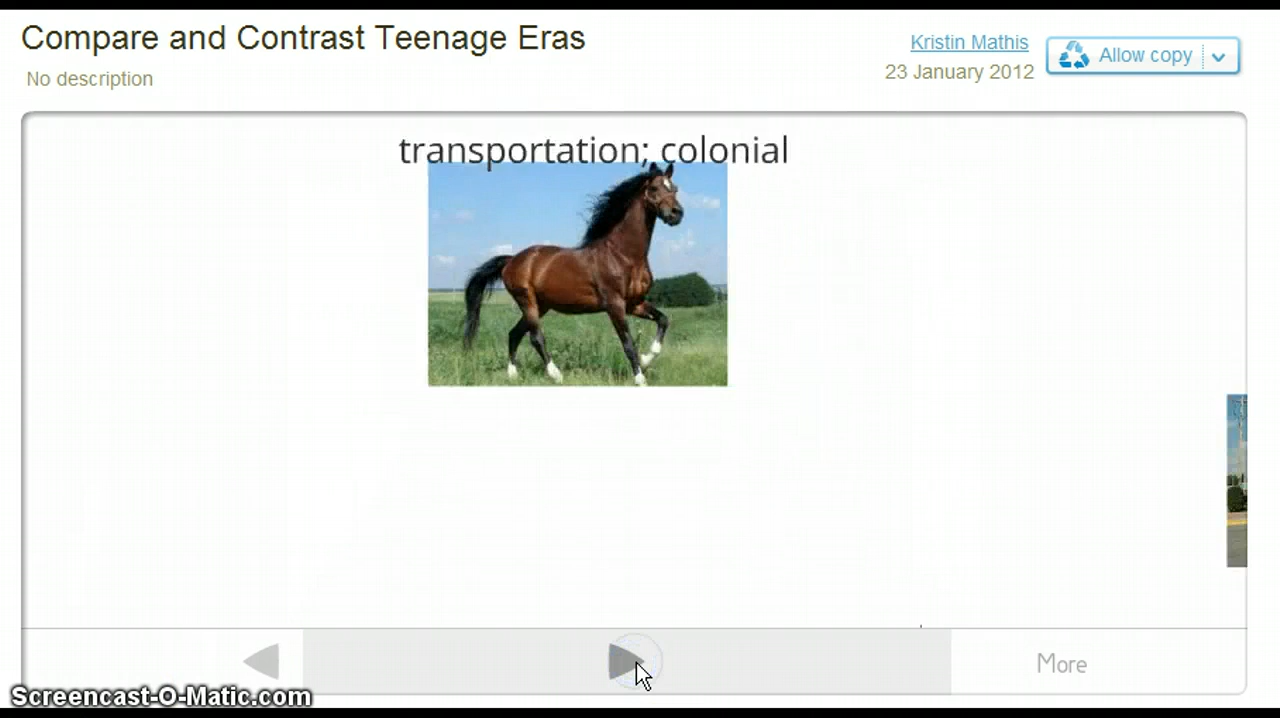 Compare and Contrast Teenage Eras
Kristin Mathis
Allow copy
No description
23 January 2012
transportation; colonial
More
Screencast-O-Matic.com